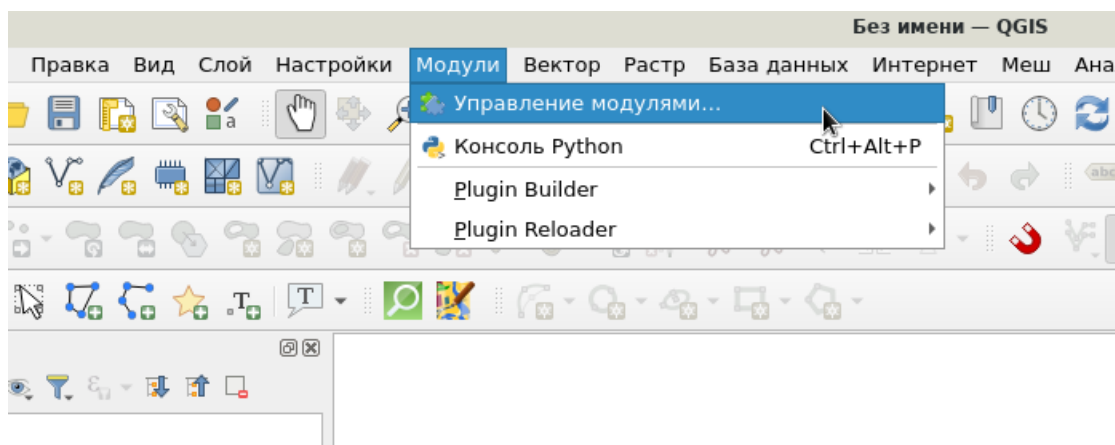 Без имени — QGIS
Правка Вид Слой Настройки Модули Вектор Растр База данных Интернет Меш Ана
a
Управление модулями...
Консоль Python Ctrl+Alt+P
abc
Plugin Builder
Plugin Reloader
T T
ε